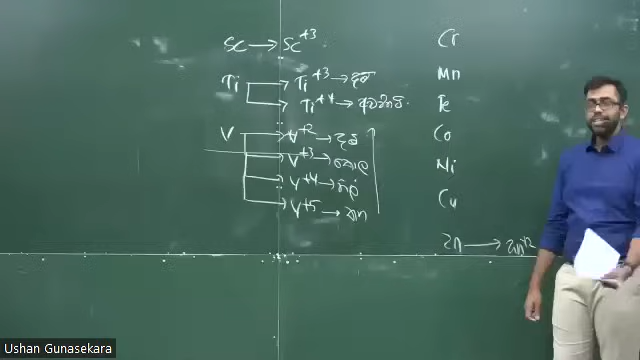 Sc → Sc+3
Ti → Ti+3 → දම්
→ Ti+4 → අවර්ණ
V → V+2 → දම්
→ V+3 → කොළ
→ V+4 → නිල්
→ V+5 → කහ
Cr
Mn
Fe
Co
Ni
Cu
Zn → Zn+2
Ushan Gunasekara